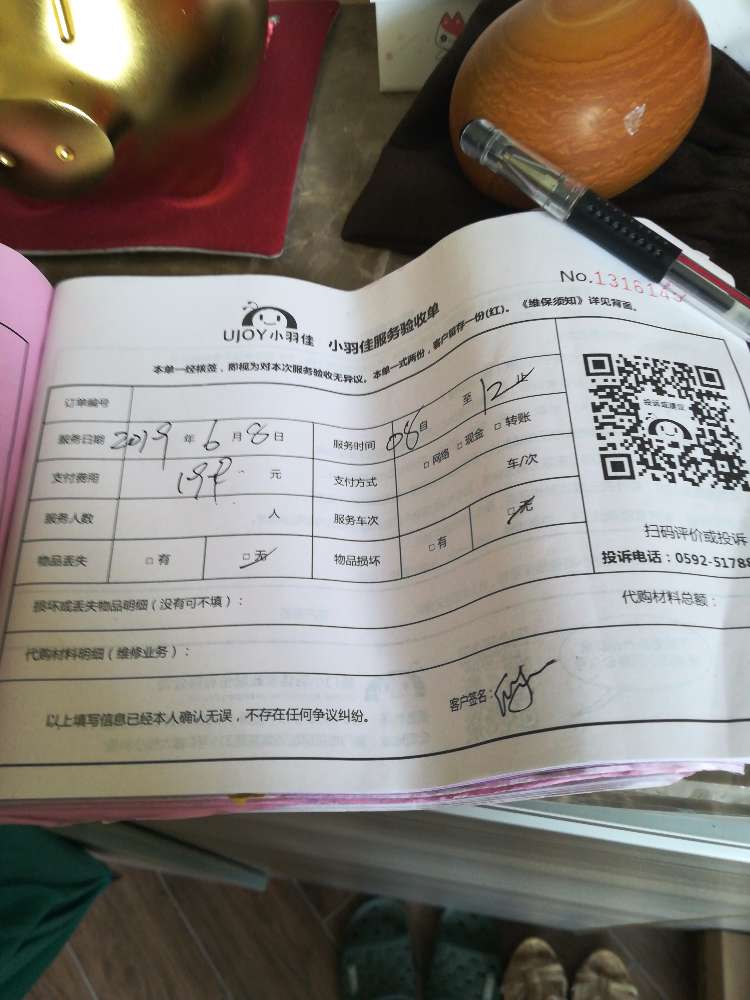 No.1316145
UJOY小羽佳 小羽佳服务验收单
本单一经核签，即视为对本次服务验收无异议。本单一式两份，客户留存一份(红)。《维保须知》详见背面。
订单编号
服务日期 2019 年 6 月 8 日 服务时间 08 自 至 12 止
支付费用 198 元 支付方式 □ 网络 □ 现金 □ 转账
服务人数 人 服务车次 车/次
物品丢失 □ 有 □ 无 物品损坏 □ 有 □ 无
投诉或建议
扫码评价或投诉
投诉电话：0592-51788
损坏或丢失物品明细（没有可不填）：
代购材料总额：
代购材料明细（维修业务）：
以上填写信息已经本人确认无误，不存在任何争议纠纷。
客户签名：